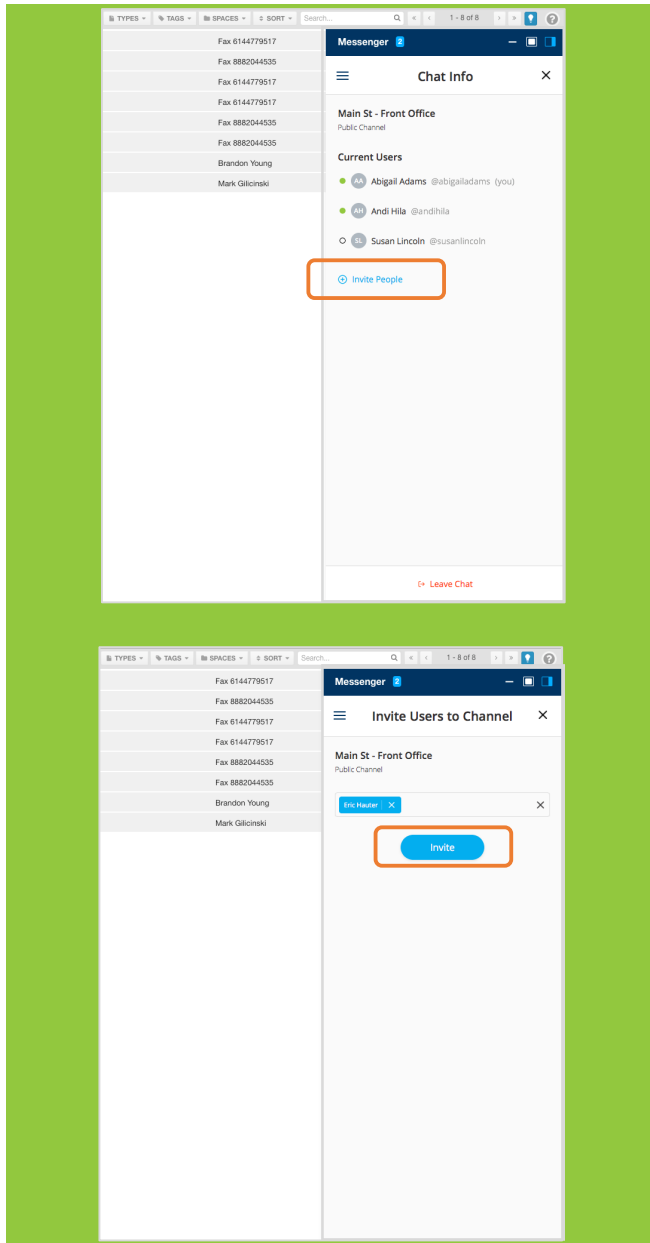 TYPES TAGS SPACES SORT Search... 1 - 8 of 8
Fax 6144779517
Fax 8882044535
Fax 6144779517
Fax 6144779517
Fax 8882044535
Fax 8882044535
Brandon Young
Mark Gilicinski
Messenger 2
Chat Info
Main St - Front Office
Public Channel
Current Users
AA Abigail Adams @abigailadams (you)
AH Andi Hila @andihila
SL Susan Lincoln @susanlincoln
Invite People
Leave Chat
TYPES TAGS SPACES SORT Search... 1 - 8 of 8
Fax 6144779517
Fax 8882044535
Fax 6144779517
Fax 6144779517
Fax 8882044535
Fax 8882044535
Brandon Young
Mark Gilicinski
Messenger 2
Invite Users to Channel
Main St - Front Office
Public Channel
Eric Hauter
Invite